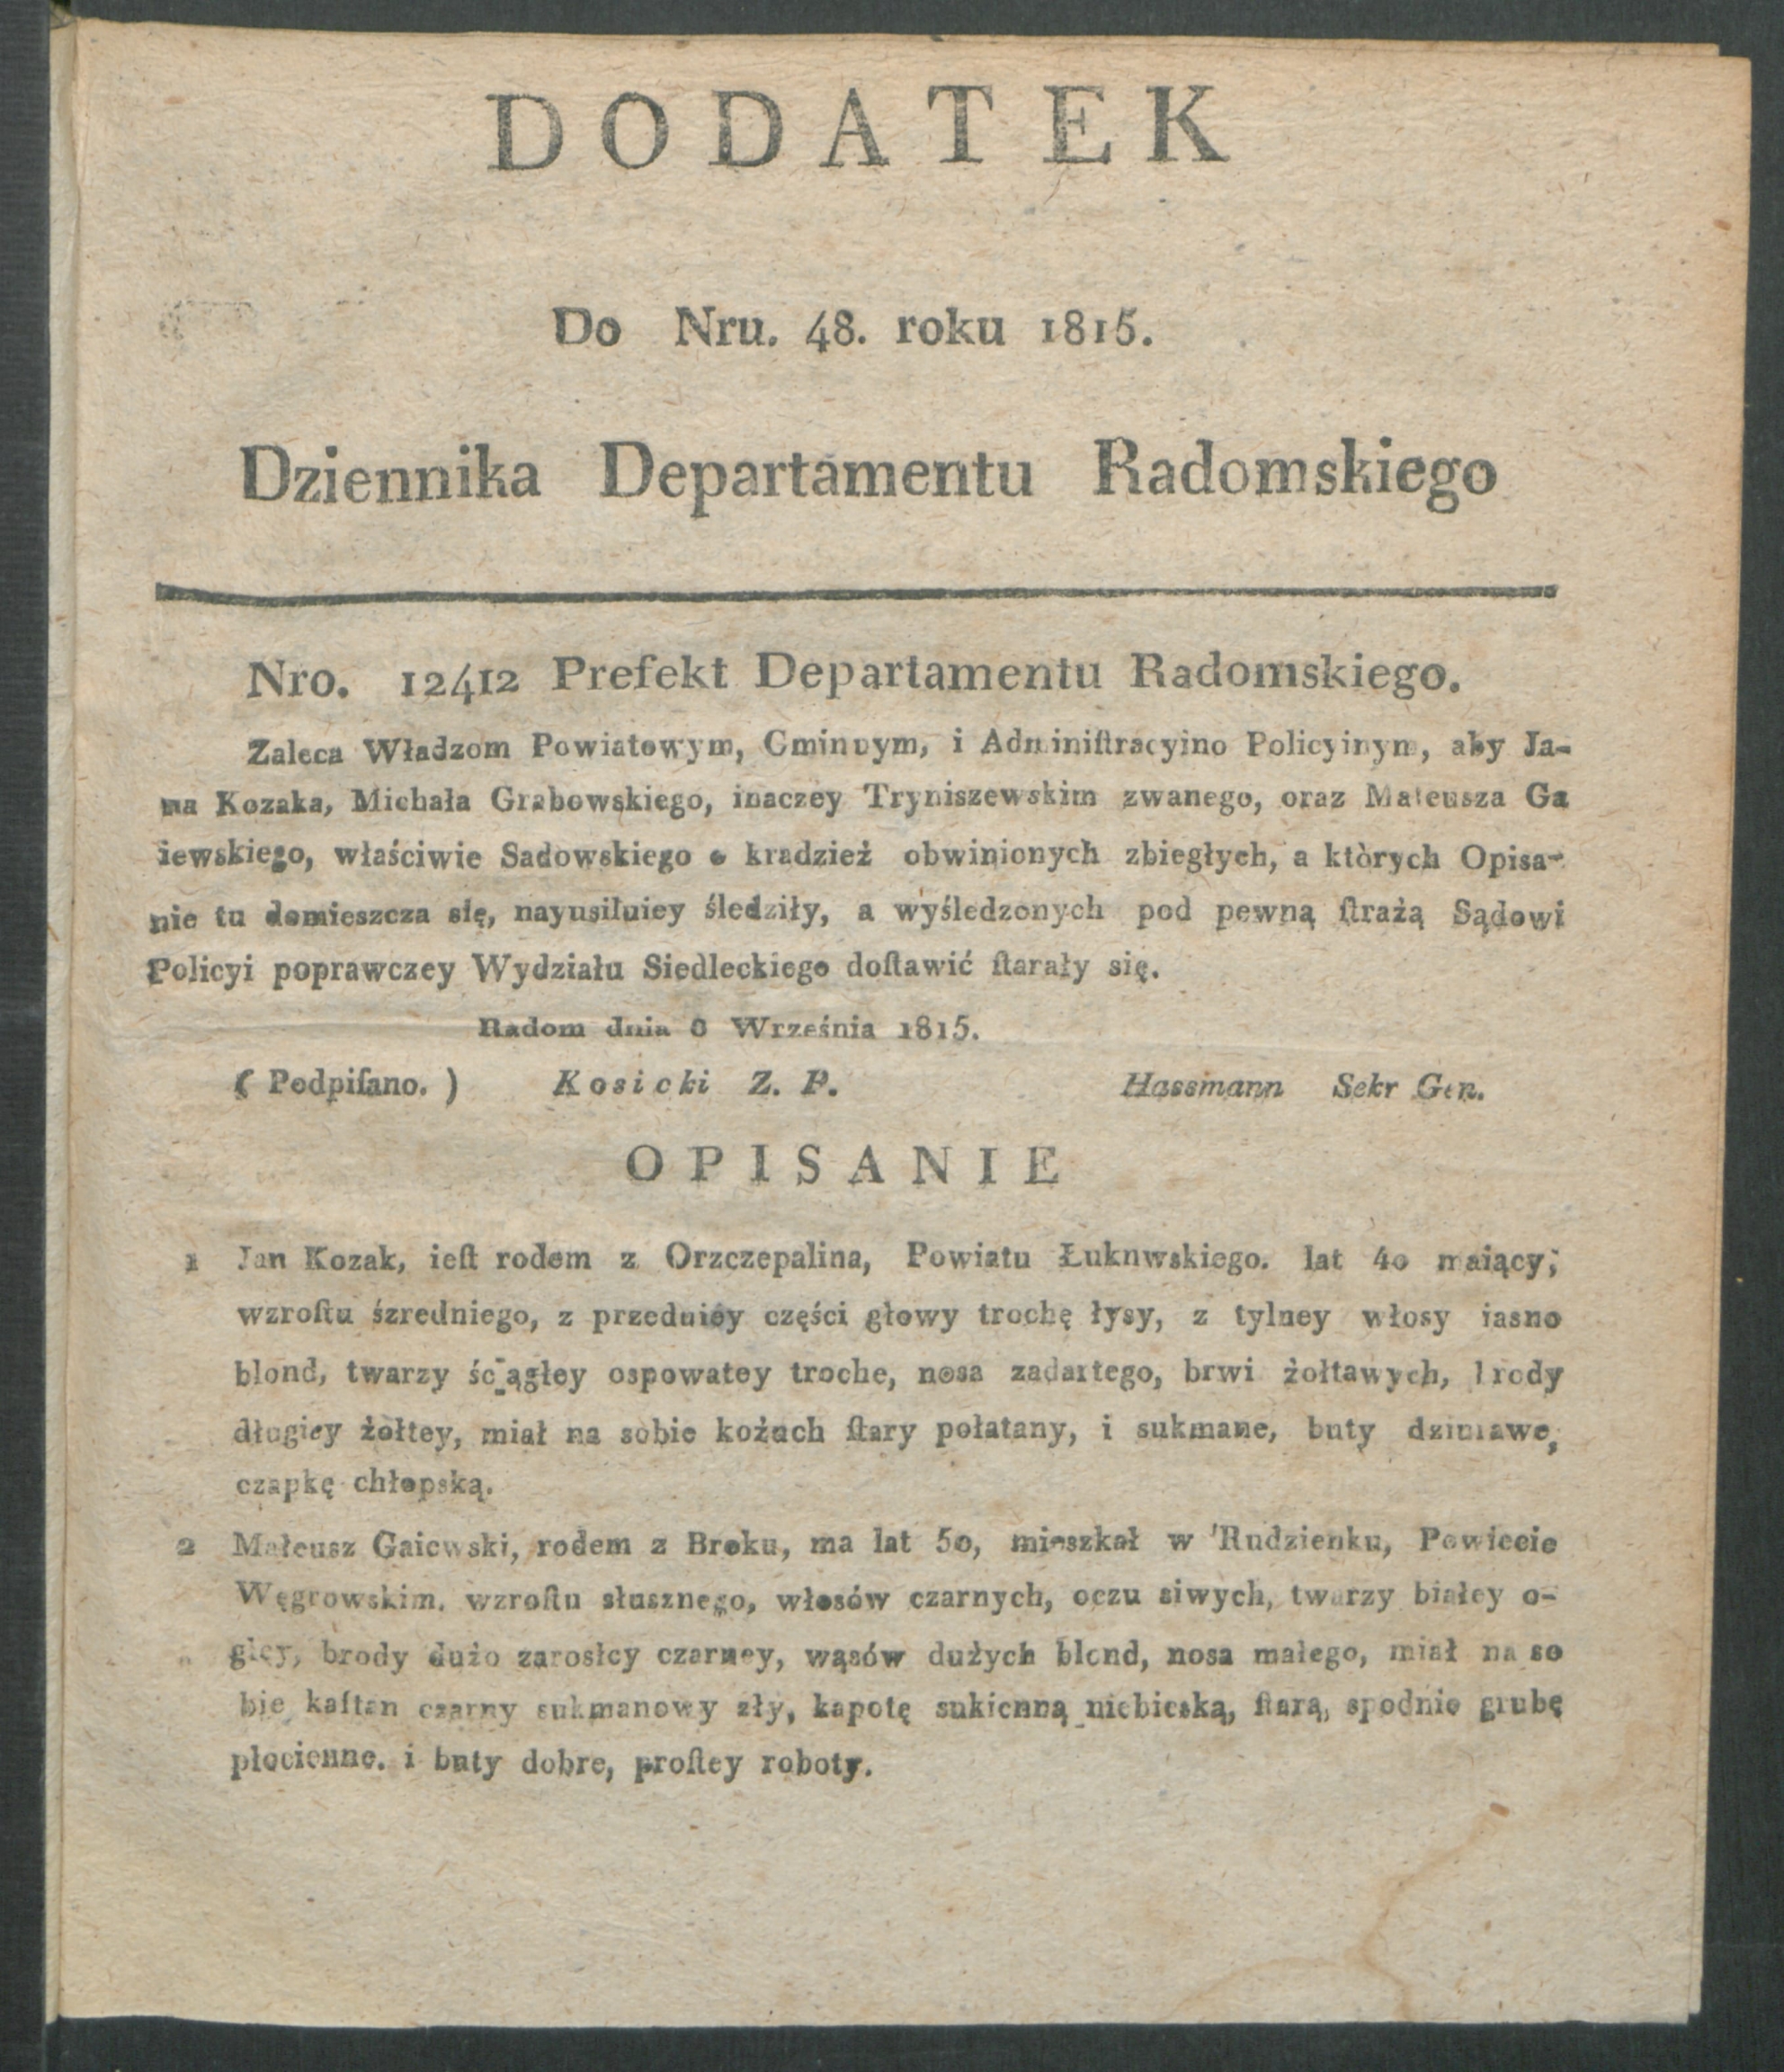 DODATEK
Do Nru. 48. roku 1815.
Dziennika Departamentu Radomskiego
Nro. 12412 Prefekt Departamentu Radomskiego.
Zaleca Władzom Powiatowym, Gminnym, i Adminiſtracyino Policyinym, aby Ja-
na Kozaka, Michała Grabowskiego, inaczey Tryniszewskim zwanego, oraz Mateusza Ga
iewskiego, właściwie Sadowskiego o kradzież obwinionych zbiegłych, a ktòrych Opisa-
nie tu domieszcza się, nayusilniey śledziły, a wyśledzonych pod pewną ſtrażą Sądowi
Policyi poprawczey Wydziału Siedleckiego doſtawić ſtarały się.
Radom dnia Września 1815.
( Podpiſano. ) Kosicki Z. P. Hassmann Sekr Gen.
OPISANIE
1 Jan Kozak, ieſt rodem z Orzczepalina, Powiatu Łuknwskiego. lat 40 maiący;
wzroſtu śzredniego, z przedniey części głowy trochę łysy, z tylney włosy iasno
blond, twarzy ściągłey ospowatey troche, nosa zadartego, brwi żołtawych, brody
długiey żółtey, miał na sobie kożuch ſtary połatany, i sukmane, buty dziurawe,
czapkę chłopską.
2 Małeusz Gaiewski, rodem z Broku, ma lat 50, mieszkał w Rudzienku, Powiecie
Węgrowskim. wzroſtu słusznego, włosów czarnych, oczu siwych, twarzy białey o-
głey, brody dużo zarosłey czarney, wąsów dużych blond, nosa małego, miał na so
bie kaftan czarny sukmanowy zły, kapotę sukienną niebieską, ſtarą, spodnie grubę
płocienne. i buty dobre, proſtey roboty.